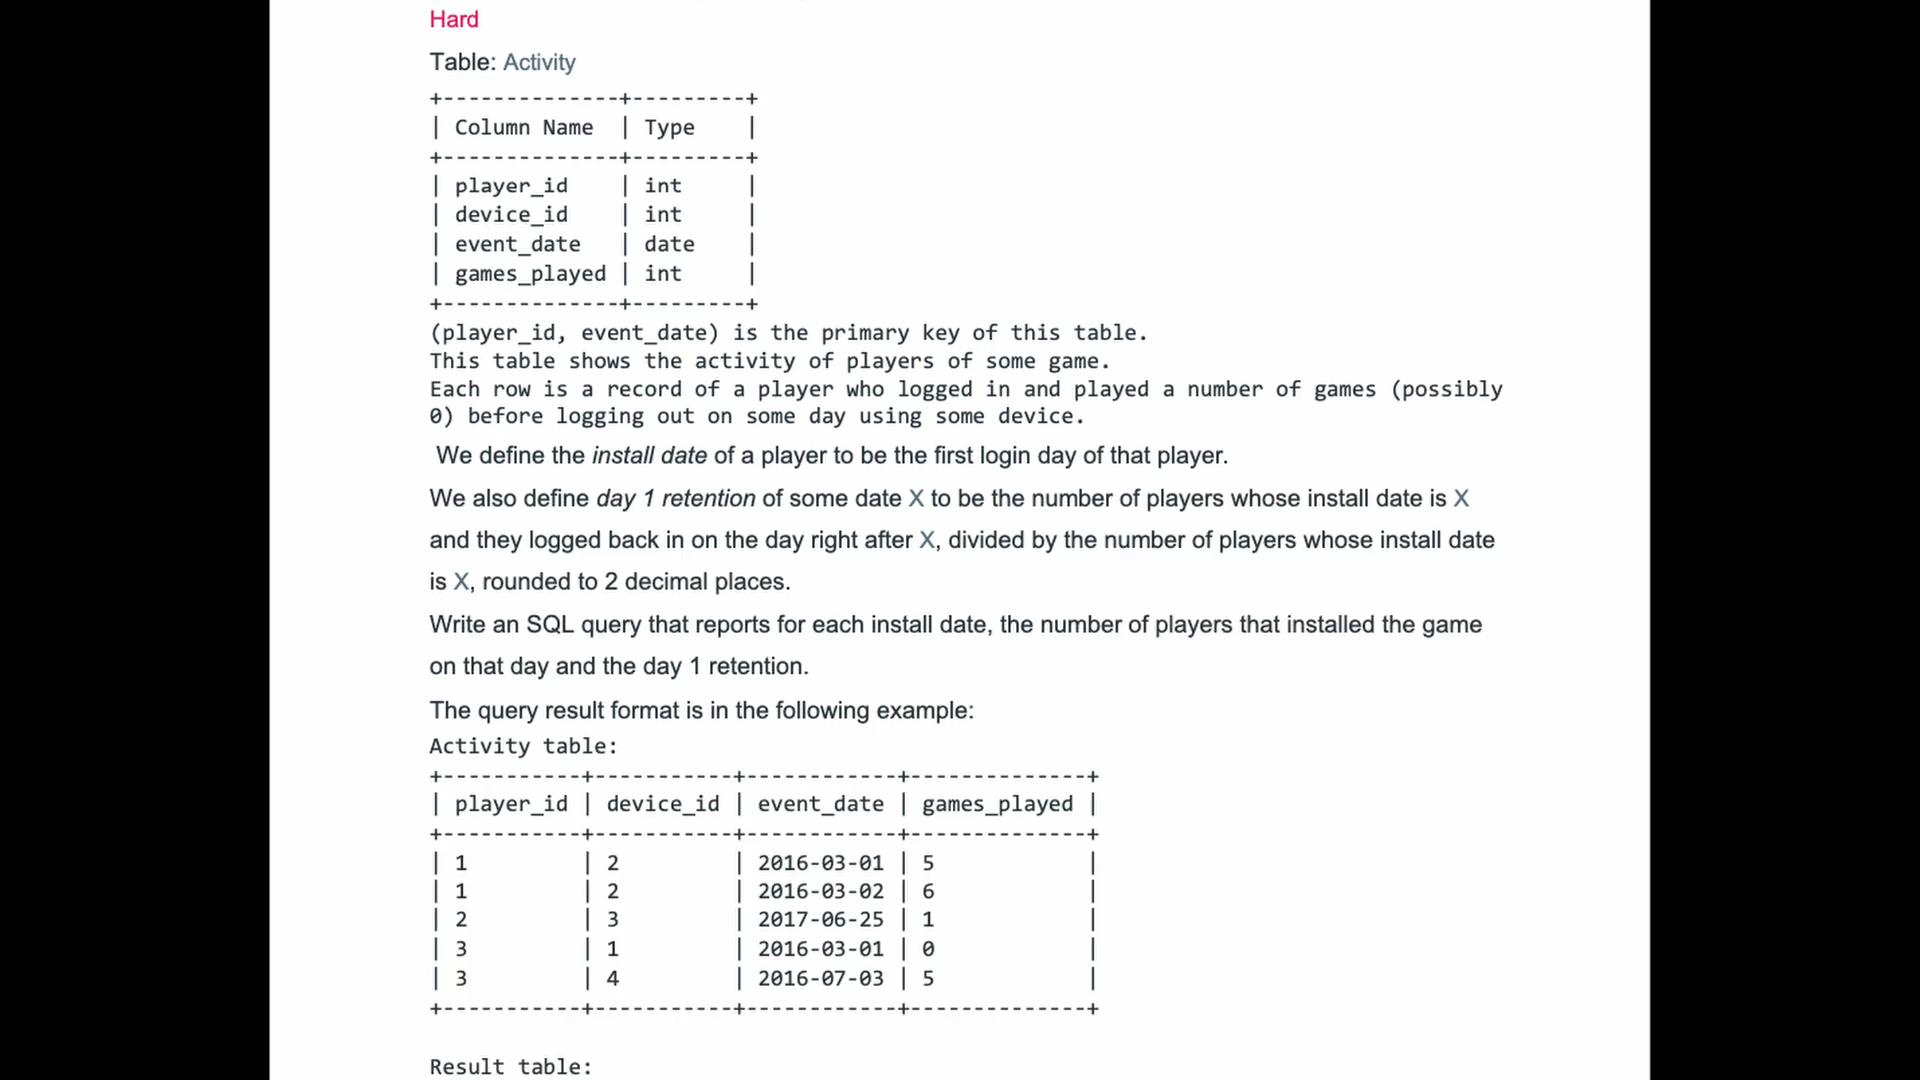 Hard
Table: Activity
+--------------+---------+
| Column Name  | Type    |
+--------------+---------+
| player_id    | int     |
| device_id    | int     |
| event_date   | date    |
| games_played | int     |
+--------------+---------+
(player_id, event_date) is the primary key of this table.
This table shows the activity of players of some game.
Each row is a record of a player who logged in and played a number of games (possibly
0) before logging out on some day using some device.
We define the install date of a player to be the first login day of that player.
We also define day 1 retention of some date X to be the number of players whose install date is X
and they logged back in on the day right after X, divided by the number of players whose install date
is X, rounded to 2 decimal places.
Write an SQL query that reports for each install date, the number of players that installed the game
on that day and the day 1 retention.
The query result format is in the following example:
Activity table:
+-----------+-----------+------------+--------------+
| player_id | device_id | event_date | games_played |
+-----------+-----------+------------+--------------+
| 1         | 2         | 2016-03-01 | 5            |
| 1         | 2         | 2016-03-02 | 6            |
| 2         | 3         | 2017-06-25 | 1            |
| 3         | 1         | 2016-03-01 | 0            |
| 3         | 4         | 2016-07-03 | 5            |
+-----------+-----------+------------+--------------+
Result table: